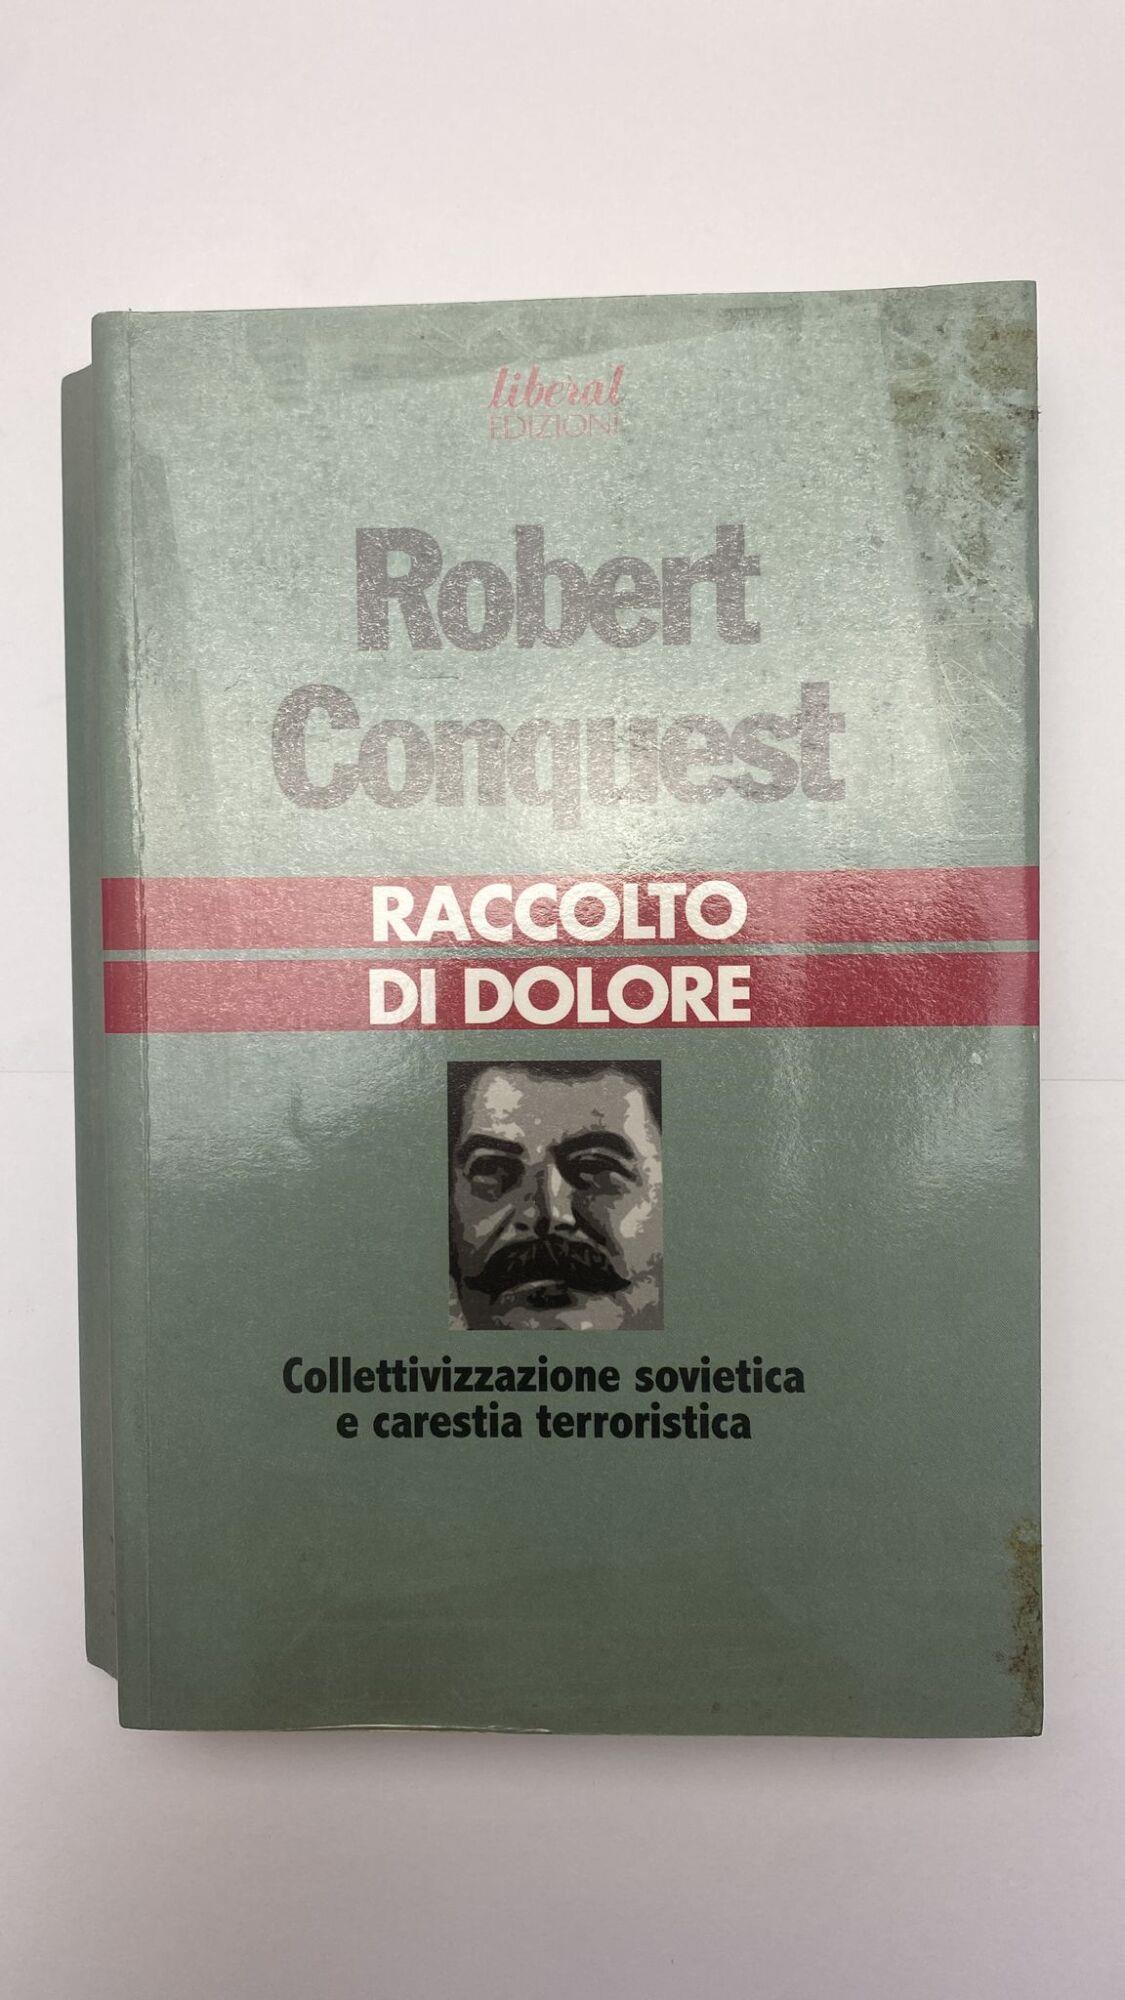 liberal
EDIZIONI
Robert
Conquest
RACCOLTO
DI DOLORE
Collettivizzazione sovietica
e carestia terroristica